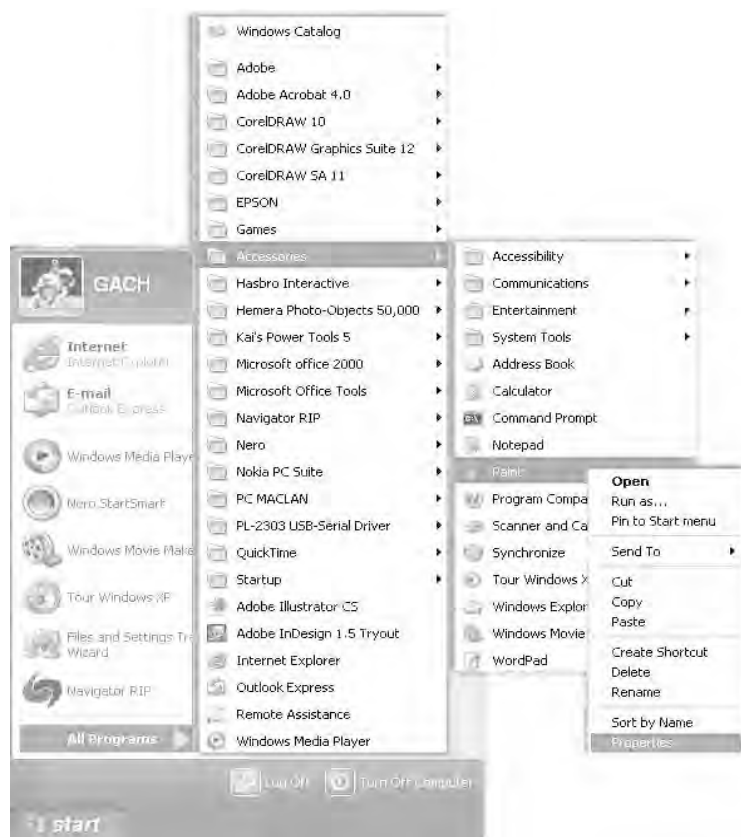 Windows Catalog
Adobe
Adobe Acrobat 4.0
CorelDRAW 10
CorelDRAW Graphics Suite 12
CorelDRAW SA 11
EPSON
Games
Accessories
Hasbro Interactive
Hemera Photo-Objects 50,000
Kai's Power Tools 5
Microsoft office 2000
Microsoft Office Tools
Navigator RIP
Nero
Nokia PC Suite
PC MACLAN
PL-2303 USB-Serial Driver
QuickTime
Startup
Adobe Illustrator CS
Adobe InDesign 1.5 Tryout
Internet Explorer
Outlook Express
Remote Assistance
Windows Media Player
GACH
Internet
Internet Explorer
E-mail
Outlook Express
Windows Media Playe
Nero StartSmart
Windows Movie Make
Tour Windows XP
Files and Settings Tr
Wizard
Navigator RIP
All Programs
Accessibility
Communications
Entertainment
System Tools
Address Book
Calculator
Command Prompt
Notepad
Paint
Program Compa
Scanner and Ca
Synchronize
Tour Windows X
Windows Explor
Windows Movie
WordPad
Open
Run as...
Pin to Start menu
Send To
Cut
Copy
Paste
Create Shortcut
Delete
Rename
Sort by Name
Properties
Log Off
Turn Off Computer
start